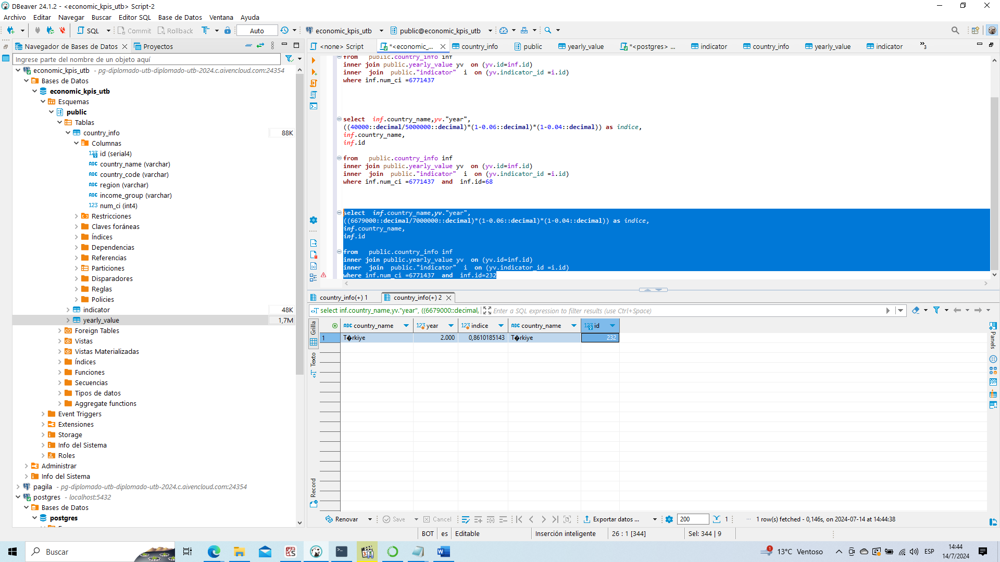 DBeaver 24.1.2 - <economic_kpis_utb> Script-2
Archivo Editar Navegar Buscar Editor SQL Base de Datos Ventana Ayuda
SQL Commit Rollback Auto economic_kpis_utb public@economic_kpis_utb
Navegador de Bases de Datos Proyectos
<none> Script *<economic_... country_info public yearly_value *<postgres> ... indicator country_info yearly_value indicator »3
Ingrese parte del nombre de un objeto aquí
economic_kpis_utb - pg-diplomado-utb-diplomado-utb-2024.c.aivencloud.com:24354
Bases de Datos
economic_kpis_utb
Esquemas
public
Tablas
country_info 88K
Columnas
id (serial4)
country_name (varchar)
country_code (varchar)
region (varchar)
income_group (varchar)
num_ci (int4)
Restricciones
Claves foráneas
Índices
Dependencias
Referencias
Particiones
Disparadores
Reglas
Policies
indicator 48K
yearly_value 1,7M
Foreign Tables
Vistas
Vistas Materializadas
Índices
Funciones
Secuencias
Tipos de datos
Aggregate functions
Event Triggers
Extensiones
Storage
Info del Sistema
Roles
Administrar
Info del Sistema
pagila - pg-diplomado-utb-diplomado-utb-2024.c.aivencloud.com:24354
postgres - localhost:5432
Bases de Datos
postgres
from public.country_info inf
inner join public.yearly_value yv on (yv.id=inf.id)
inner join public."indicator" i on (yv.indicator_id =i.id)
where inf.num_ci =6771437
select inf.country_name,yv."year",
((40000::decimal/5000000::decimal)*(1-0.06::decimal)*(1-0.04::decimal)) as indice,
inf.country_name,
inf.id
from public.country_info inf
inner join public.yearly_value yv on (yv.id=inf.id)
inner join public."indicator" i on (yv.indicator_id =i.id)
where inf.num_ci =6771437 and inf.id=68
select inf.country_name,yv."year",
((6679000::decimal/7000000::decimal)*(1-0.06::decimal)*(1-0.04::decimal)) as indice,
inf.country_name,
inf.id
from public.country_info inf
inner join public.yearly_value yv on (yv.id=inf.id)
inner join public."indicator" i on (yv.indicator_id =i.id)
where inf.num_ci =6771437 and inf.id=232
country_info(+) 1 country_info(+) 2
select inf.country_name,yv."year", ((6679000::decimal, Enter a SQL expression to filter results (use Ctrl+Space)
Grilla
Texto
Record
Panels
ABC country_name 123 year 123 indice ABC country_name 123 id
1 T�rkiye 2.000 0,8610185143 T�rkiye 232
Renovar Save Cancel Exportar datos ... 200 1 ... 1 row(s) fetched - 0,146s, on 2024-07-14 at 14:44:38
BOT es Editable Inserción inteligente 26 : 1 [344] Sel: 344 | 9
Buscar
1 13°C Ventoso ESP 14:44
14/7/2024